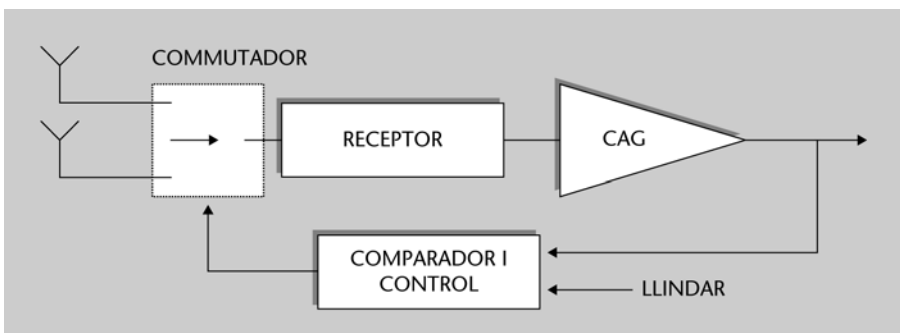 COMMUTADOR
RECEPTOR
CAG
COMPARADOR I
CONTROL
LLINDAR